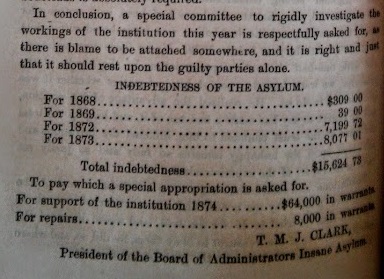 In conclusion, a special committee to rigidly investigate the
workings of the institution this year is respectfully asked for, as
there is blame to be attached somewhere, and it is right and just
that it should rest upon the guilty parties alone.
INDEBTEDNESS OF THE ASYLUM.
For 1868.................................$309 00
For 1869................................. 39 00
For 1872................................. 7,199 72
For 1873................................. 8,077 01
Total indebtedness....................$15,624 73
To pay which a special appropriation is asked for.
For support of the institution 1874.........$64,000 in warrants
For repairs................................. 8,000 in warrants
T. M. J. CLARK,
President of the Board of Administrators Insane Asylum